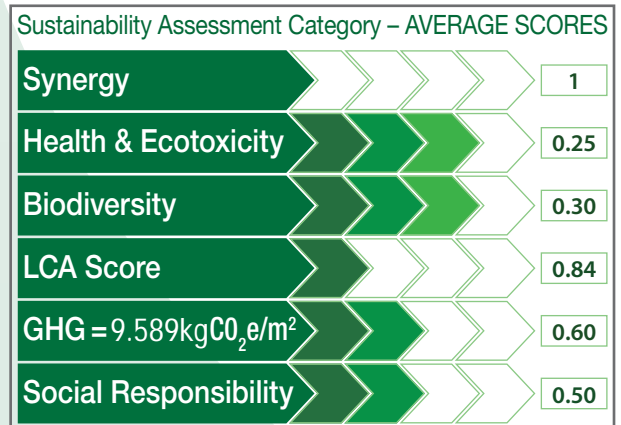 Sustainability Assessment Category – AVERAGE SCORES
Synergy 1
Health & Ecotoxicity 0.25
Biodiversity 0.30
LCA Score 0.84
GHG = 9.589kgCO₂e/m² 0.60
Social Responsibility 0.50